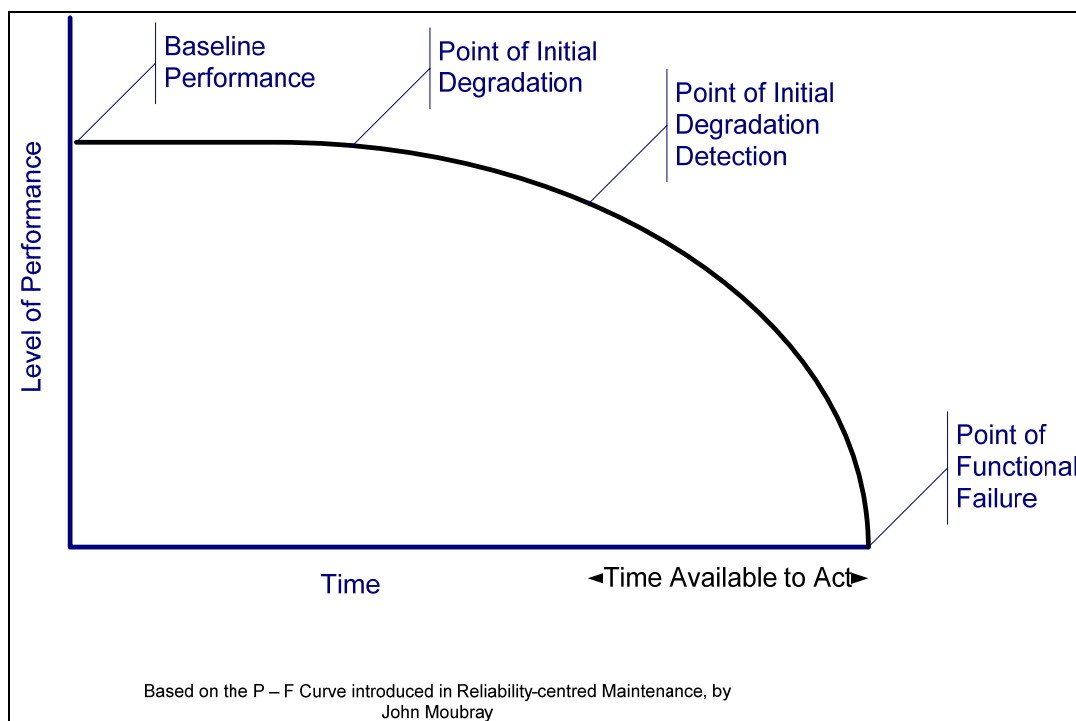 Baseline
Performance
Point of Initial
Degradation
Point of Initial
Degradation
Detection
Level of Performance
Point of
Functional
Failure
Time
Time Available to Act
Based on the P – F Curve introduced in Reliability-centred Maintenance, by
John Moubray